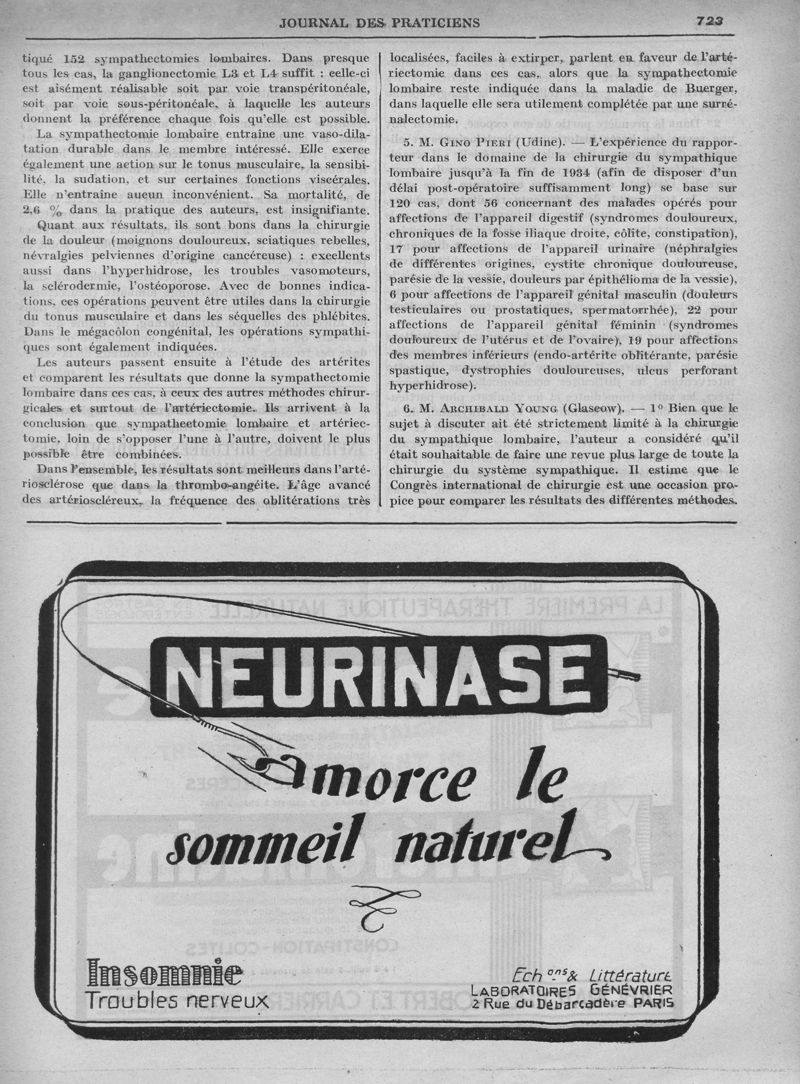 JOURNAL DES PRATICIENS
723
tiqué 152 sympathectomies lombaires. Dans presque
tous les cas, la ganglionectomie L3 et L4 suffit : celle-ci
est aisément réalisable soit par voie transpéritonéale,
soit par voie sous-péritonéale, à laquelle les auteurs
donnent la préférence chaque fois qu'elle est possible.
La sympathectomie lombaire entraîne une vaso-dila-
tation durable dans le membre intéressé. Elle exerce
également une action sur le tonus musculaire, la sensibi-
lité, la sudation, et sur certaines fonctions viscérales.
Elle n'entraîne aucun inconvénient. Sa mortalité, de
2,6 % dans la pratique des auteurs, est insignifiante.
Quant aux résultats, ils sont bons dans la chirurgie
de la douleur (moignons douloureux, sciatiques rebelles,
névralgies pelviennes d'origine cancéreuse) : excellents
aussi dans l'hyperhidrose, les troubles vasomoteurs,
la sclérodermie, l'ostéoporose. Avec de bonnes indica-
tions, ces opérations peuvent être utiles dans la chirurgie
du tonus musculaire et dans les séquelles des phlébites.
Dans le mégacôlon congénital, les opérations sympathi-
ques sont également indiquées.
Les auteurs passent ensuite à l'étude des artérites
et comparent les résultats que donne la sympathectomie
lombaire dans ces cas, à ceux des autres méthodes chirur-
gicales et surtout de l'artériectomie. Ils arrivent à la
conclusion que sympathectomie lombaire et artériec-
tomie, loin de s'opposer l'une à l'autre, doivent le plus
possible être combinées.
Dans l'ensemble, les résultats sont meilleurs dans l'arté-
riosclérose que dans la thrombo-angéite. L'âge avancé
des artérioscléreux, la fréquence des oblitérations très
localisées, faciles à extirper, parlent en faveur de l'arté-
riectomie dans ces cas, alors que la sympathectomie
lombaire reste indiquée dans la maladie de Buerger,
dans laquelle elle sera utilement complétée par une surré-
nalectomie.
5. M. GINO PIERI (Udine). — L'expérience du rappor-
teur dans le domaine de la chirurgie du sympathique
lombaire jusqu'à la fin de 1934 (afin de disposer d'un
délai post-opératoire suffisamment long) se base sur
120 cas, dont 56 concernant des malades opérés pour
affections de l'appareil digestif (syndromes douloureux,
chroniques de la fosse iliaque droite, côlite, constipation),
17 pour affections de l'appareil urinaire (néphralgies
de différentes origines, cystite chronique douloureuse,
parésie de la vessie, douleurs par épithélioma de la vessie),
6 pour affections de l'appareil génital masculin (douleurs
testiculaires ou prostatiques, spermatorrhée), 22 pour
affections de l'appareil génital féminin (syndromes
douloureux de l'utérus et de l'ovaire), 19 pour affections
des membres inférieurs (endo-artérite oblitérante, parésie
spastique, dystrophies douloureuses, ulcus perforant
hyperhidrose).
6. M. ARCHIBALD YOUNG (Glascow). — 1° Bien que le
sujet à discuter ait été strictement limité à la chirurgie
du sympathique lombaire, l'auteur a considéré qu'il
était souhaitable de faire une revue plus large de toute la
chirurgie du système sympathique. Il estime que le
Congrès international de chirurgie est une occasion pro-
pice pour comparer les résultats des différentes méthodes.
NEURINASE
amorce le
sommeil naturel
Insomnie
Troubles nerveux
Echons & Littérature
LABORATOIRES GÉNÉVRIER
2 Rue du Débarcadère PARIS